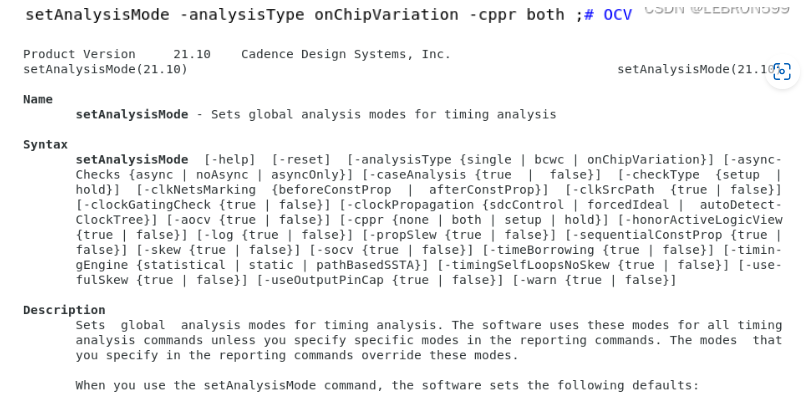 setAnalysisMode -analysisType onChipVariation -cppr both ;# OCV
CSDN @LEBRON599
Product Version 21.10 Cadence Design Systems, Inc.
setAnalysisMode(21.10) setAnalysisMode(21.10)
Name
setAnalysisMode - Sets global analysis modes for timing analysis
Syntax
setAnalysisMode [-help] [-reset] [-analysisType {single | bcwc | onChipVariation}] [-async-
Checks {async | noAsync | asyncOnly}] [-caseAnalysis {true | false}] [-checkType {setup |
hold}] [-clkNetsMarking {beforeConstProp | afterConstProp}] [-clkSrcPath {true | false}]
[-clockGatingCheck {true | false}] [-clockPropagation {sdcControl | forcedIdeal | autoDetect-
ClockTree}] [-aocv {true | false}] [-cppr {none | both | setup | hold}] [-honorActiveLogicView
{true | false}] [-log {true | false}] [-propSlew {true | false}] [-sequentialConstProp {true |
false}] [-skew {true | false}] [-socv {true | false}] [-timeBorrowing {true | false}] [-timin-
gEngine {statistical | static | pathBasedSSTA}] [-timingSelfLoopsNoSkew {true | false}] [-use-
fulSkew {true | false}] [-useOutputPinCap {true | false}] [-warn {true | false}]
Description
Sets global analysis modes for timing analysis. The software uses these modes for all timing
analysis commands unless you specify specific modes in the reporting commands. The modes that
you specify in the reporting commands override these modes.
When you use the setAnalysisMode command, the software sets the following defaults: